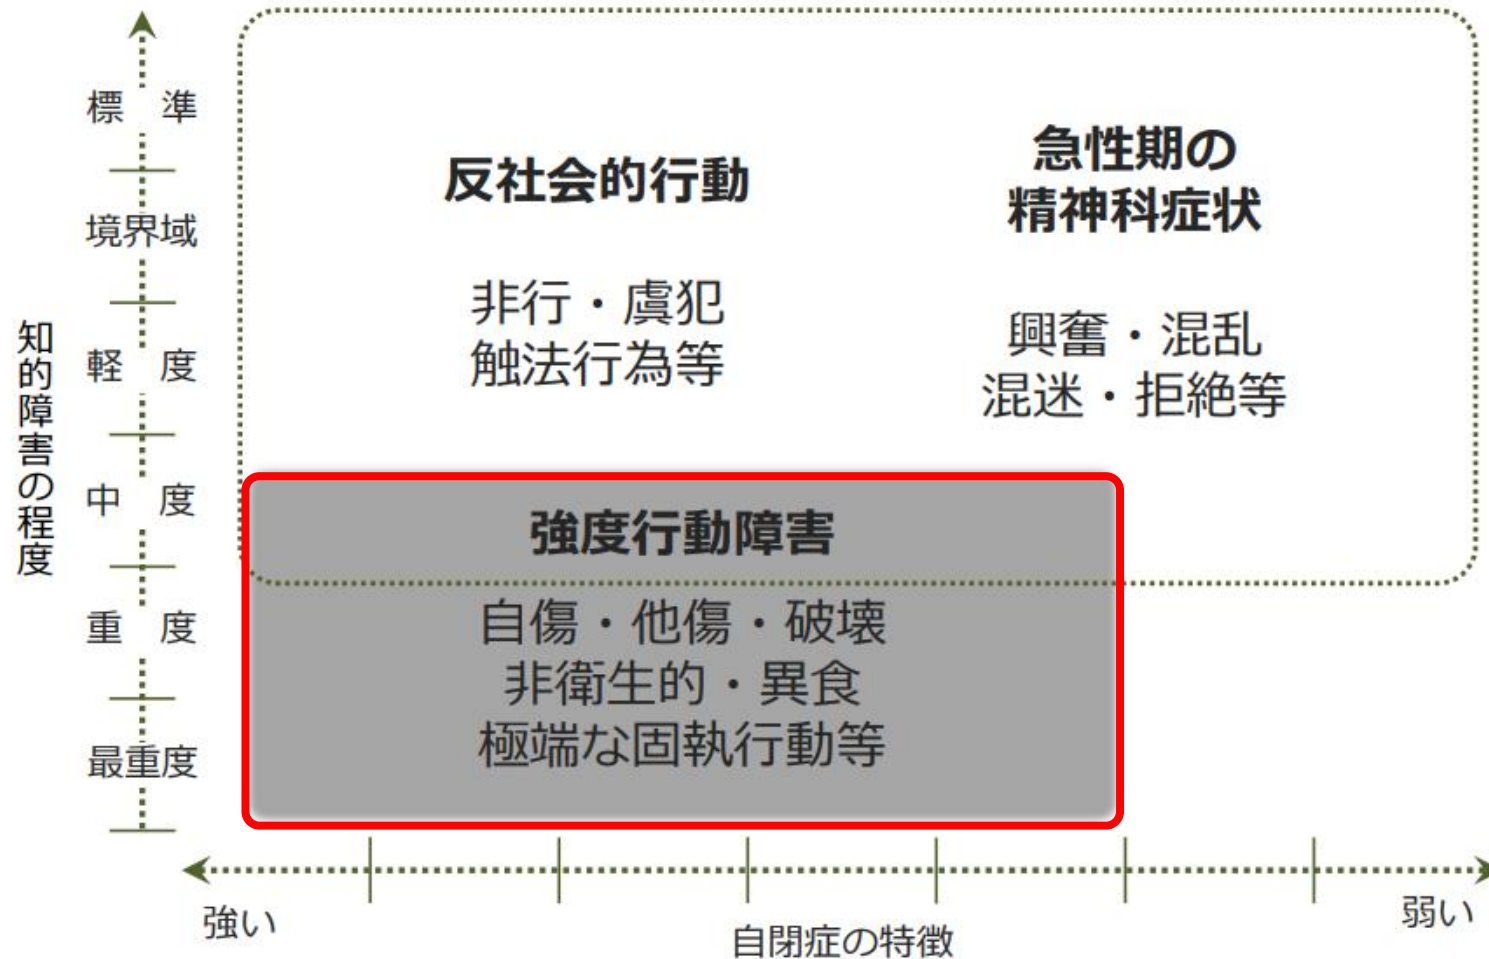 知的障害の程度
標準
境界域
軽度
中度
重度
最重度
反社会的行動
非行・虞犯
触法行為等
急性期の
精神科症状
興奮・混乱
混迷・拒絶等
強度行動障害
自傷・他傷・破壊
非衛生的・異食
極端な固執行動等
強い
自閉症の特徴
弱い